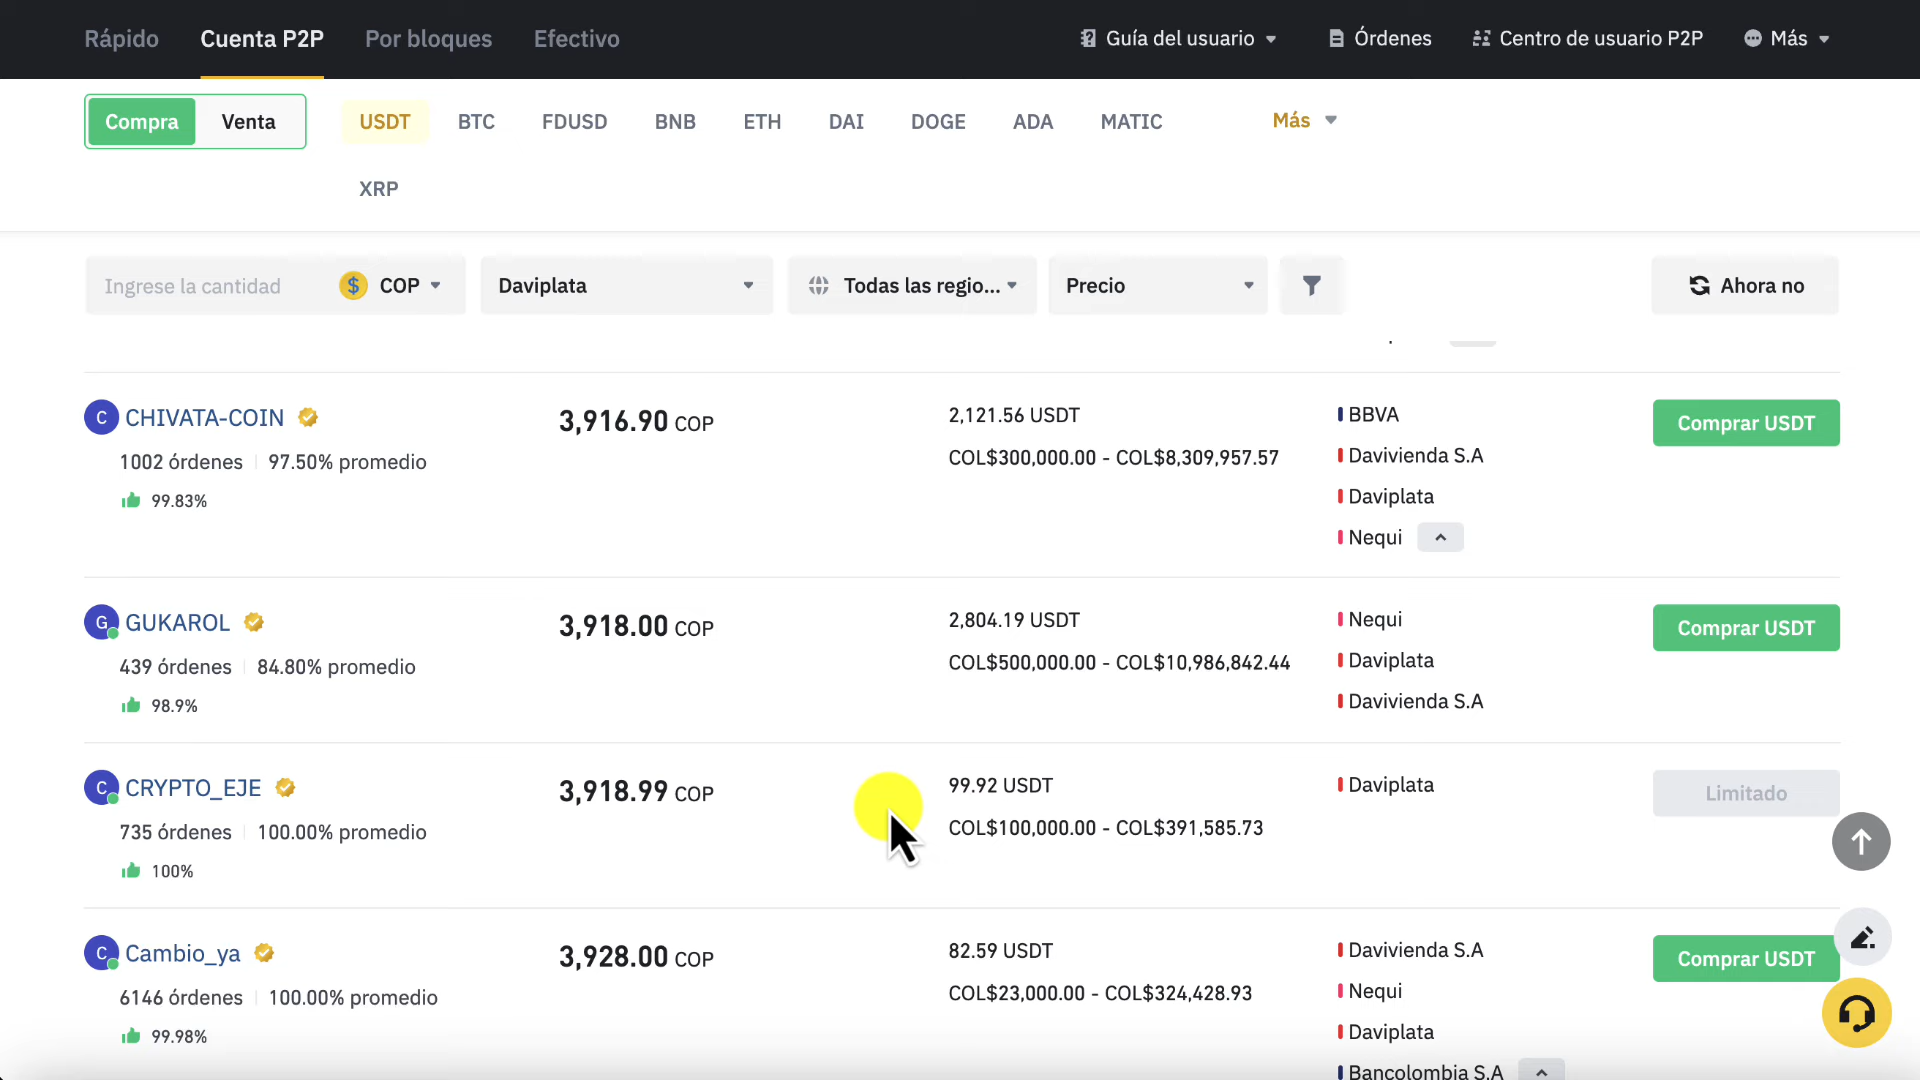 Rápido Cuenta P2P Por bloques Efectivo Guía del usuario Órdenes Centro de usuario P2P Más
Compra Venta USDT BTC FDUSD BNB ETH DAI DOGE ADA MATIC Más
XRP
Ingrese la cantidad $ COP Daviplata Todas las regio... Precio Ahora no
C CHIVATA-COIN 3,916.90 COP 2,121.56 USDT BBVA Comprar USDT
1002 órdenes 97.50% promedio COL$300,000.00 - COL$8,309,957.57 Davivienda S.A
99.83% Daviplata
Nequi
G GUKAROL 3,918.00 COP 2,804.19 USDT Nequi Comprar USDT
439 órdenes 84.80% promedio COL$500,000.00 - COL$10,986,842.44 Daviplata
98.9% Davivienda S.A
C CRYPTO_EJE 3,918.99 COP 99.92 USDT Daviplata Limitado
735 órdenes 100.00% promedio COL$100,000.00 - COL$391,585.73
100%
C Cambio_ya 3,928.00 COP 82.59 USDT Davivienda S.A Comprar USDT
6146 órdenes 100.00% promedio COL$23,000.00 - COL$324,428.93 Nequi
99.98% Daviplata
Bancolombia S.A